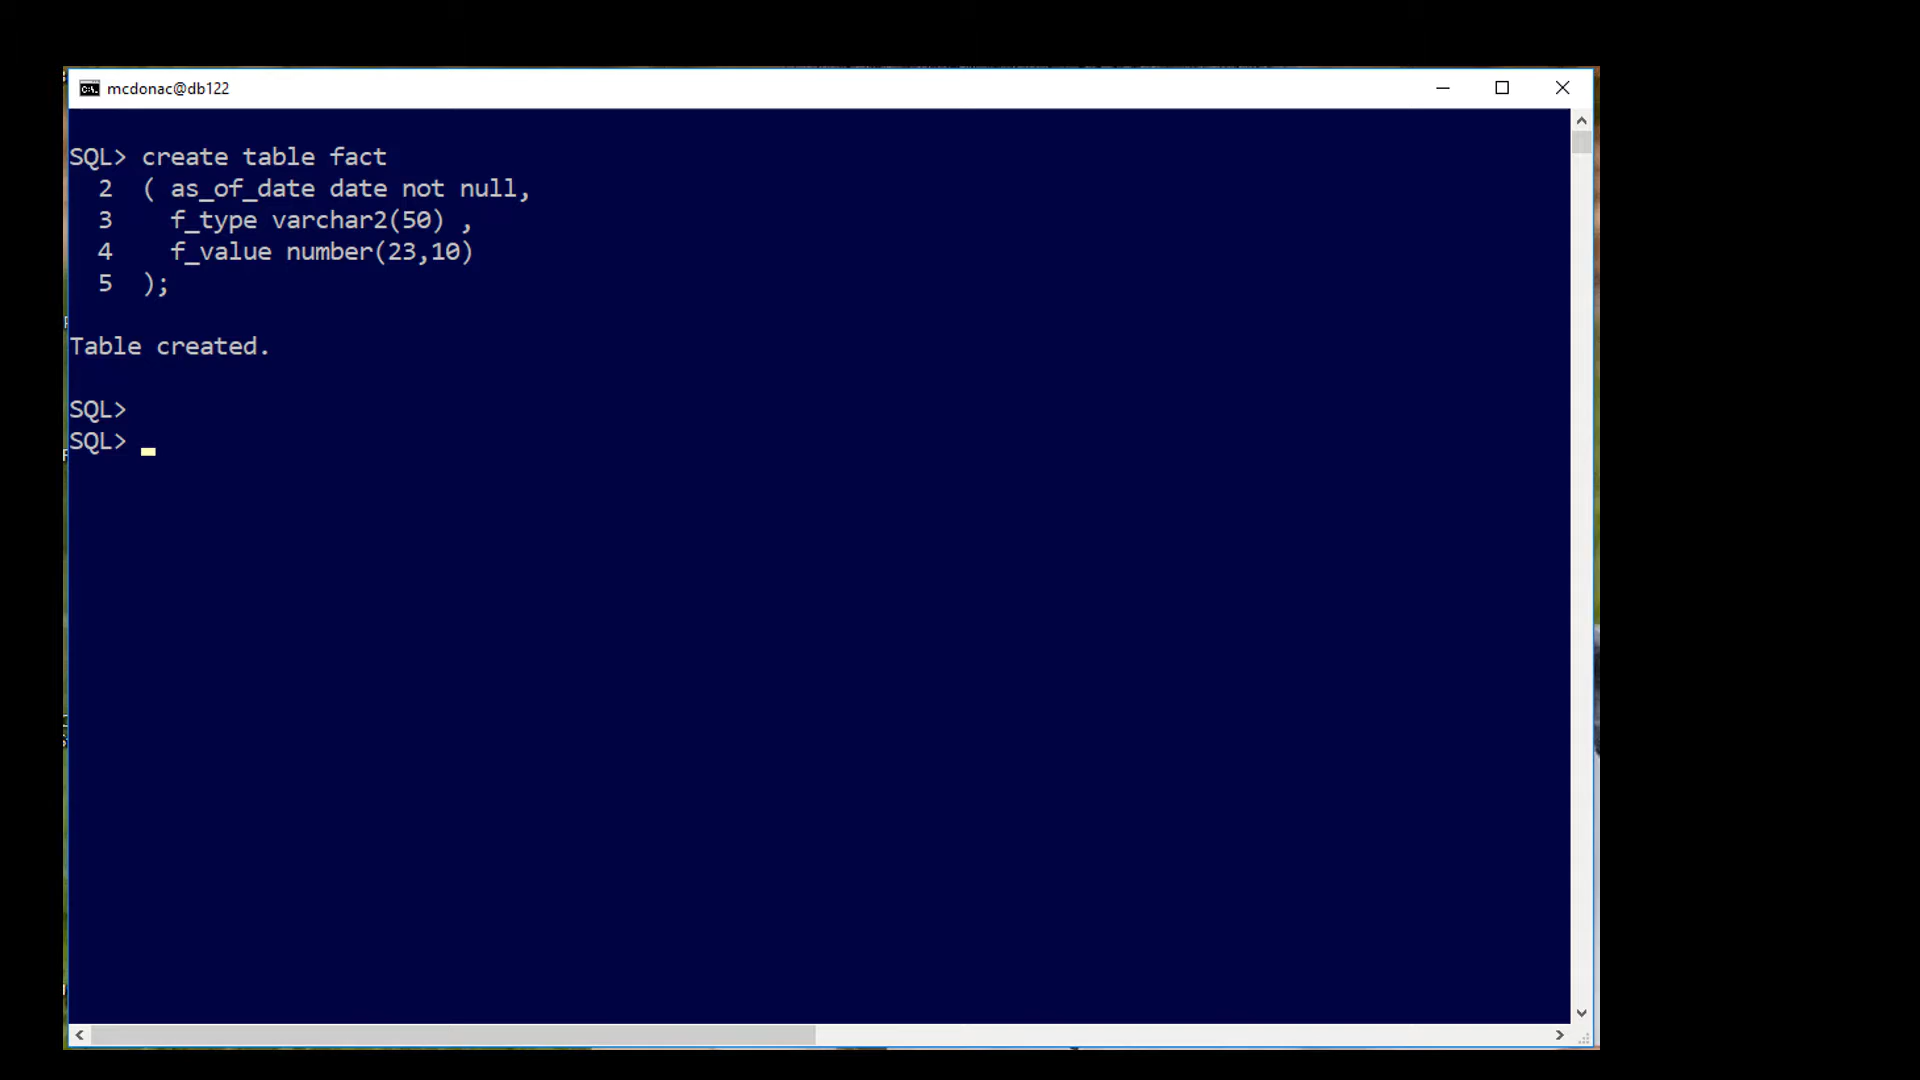 mcdonac@db122
SQL> create table fact
  2  ( as_of_date date not null,
  3    f_type varchar2(50) ,
  4    f_value number(23,10)
  5  );
Table created.
SQL>
SQL>